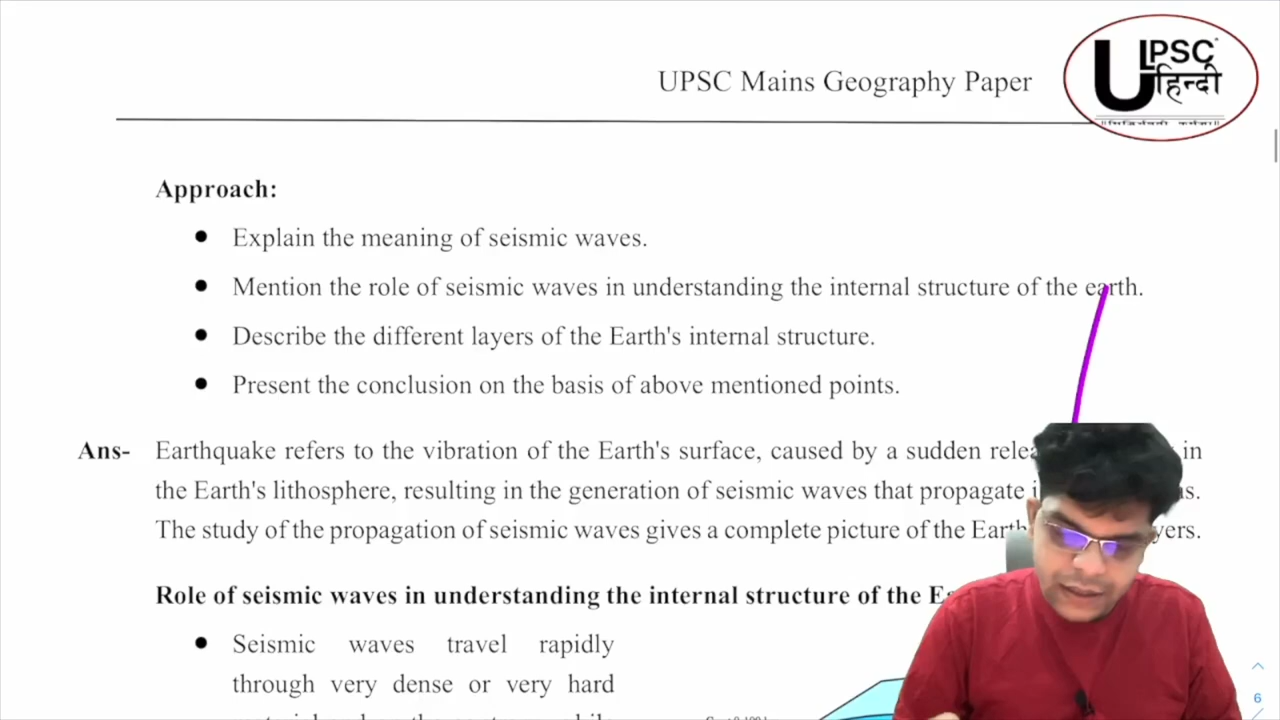 UPSC Mains Geography Paper
UPSC
हिन्दी
Approach:
● Explain the meaning of seismic waves.
● Mention the role of seismic waves in understanding the internal structure of the earth.
● Describe the different layers of the Earth's internal structure.
● Present the conclusion on the basis of above mentioned points.
Ans- Earthquake refers to the vibration of the Earth's surface, caused by a sudden in
the Earth's lithosphere, resulting in the generation of seismic waves that propagate
The study of the propagation of seismic waves gives a complete picture of the
Role of seismic waves in understanding the internal structure of the
● Seismic waves travel rapidly
through very dense or very hard
6